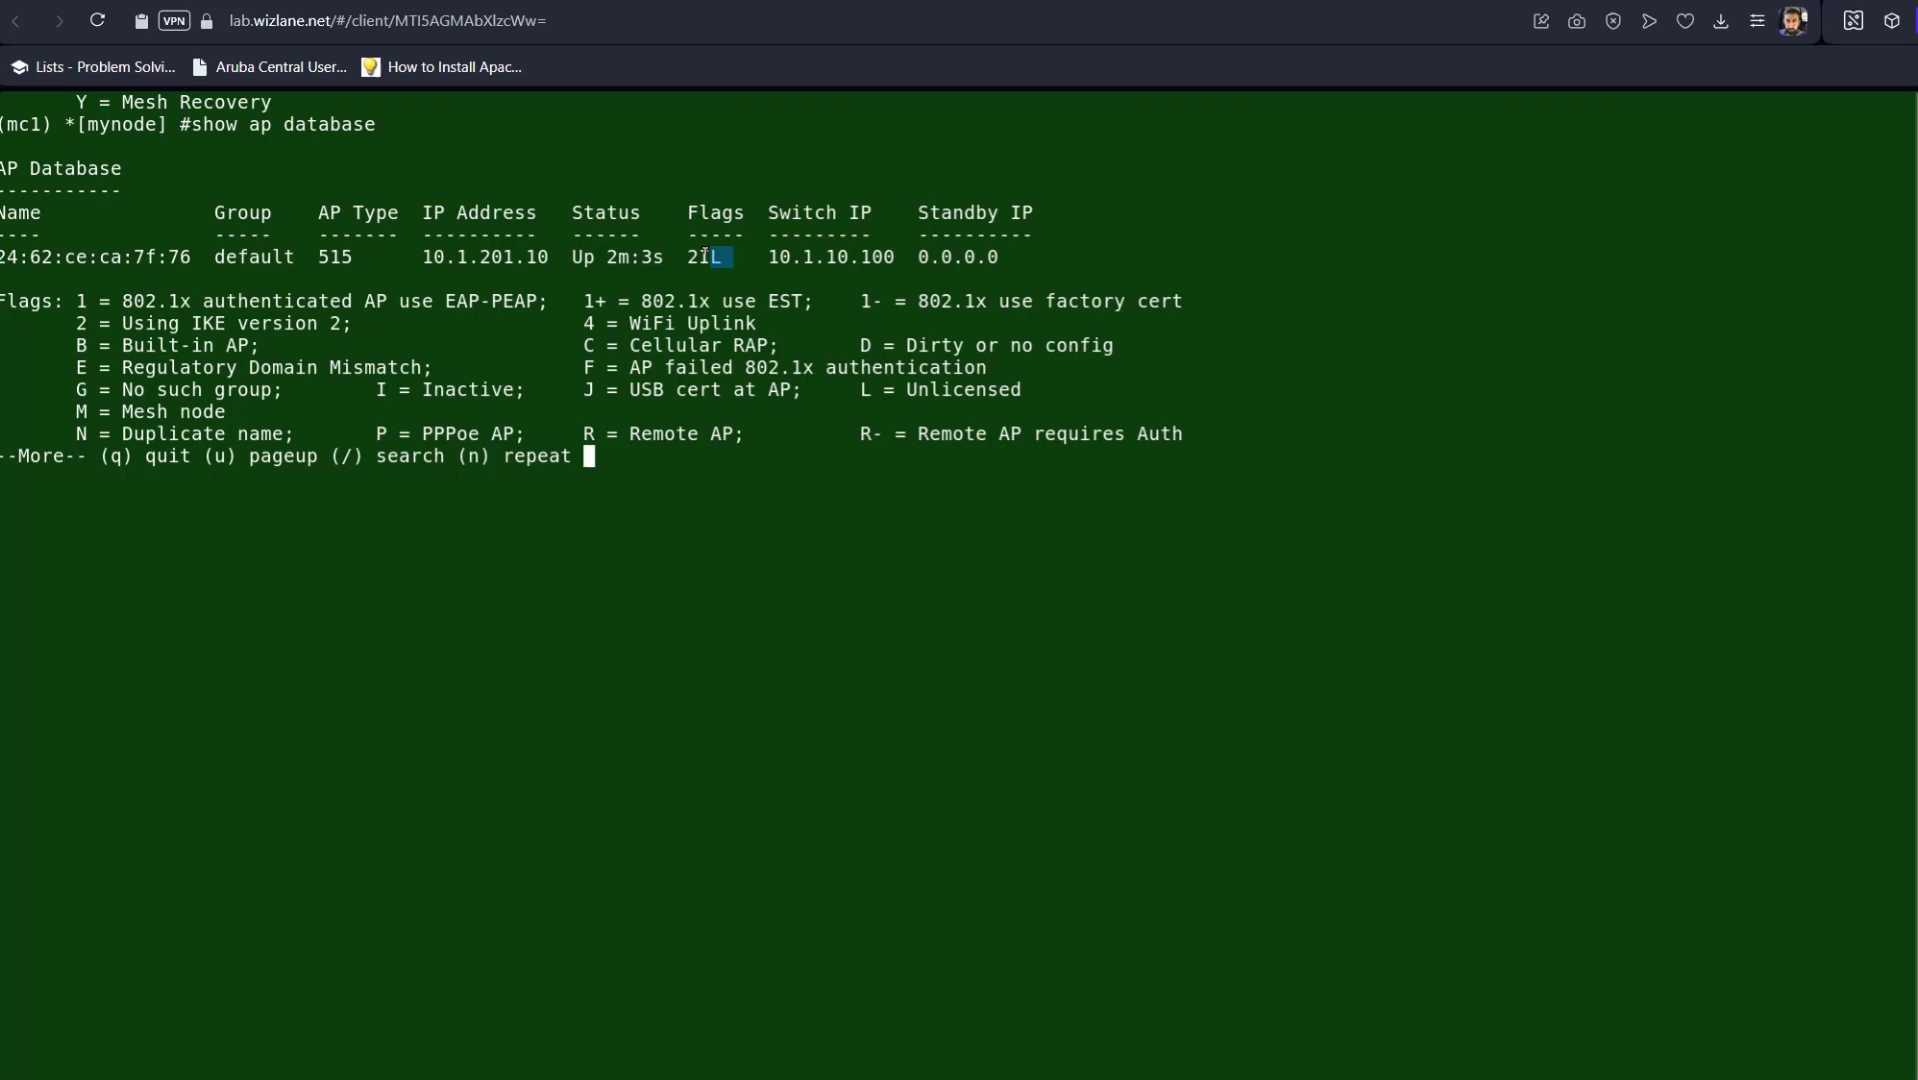 VPN lab.wizlane.net/#/client/MTI5AGMAbXlzcWw=
Lists - Problem Solvi... Aruba Central User... How to Install Apac...
Y = Mesh Recovery
(mc1) *[mynode] #show ap database
AP Database
-----------
Name Group AP Type IP Address Status Flags Switch IP Standby IP
---- ----- ------- ---------- ------ ----- --------- ----------
24:62:ce:ca:7f:76 default 515 10.1.201.10 Up 2m:3s 2IL 10.1.10.100 0.0.0.0
Flags: 1 = 802.1x authenticated AP use EAP-PEAP; 1+ = 802.1x use EST; 1- = 802.1x use factory cert
2 = Using IKE version 2; 4 = WiFi Uplink
B = Built-in AP; C = Cellular RAP; D = Dirty or no config
E = Regulatory Domain Mismatch; F = AP failed 802.1x authentication
G = No such group; I = Inactive; J = USB cert at AP; L = Unlicensed
M = Mesh node
N = Duplicate name; P = PPPoe AP; R = Remote AP; R- = Remote AP requires Auth
--More-- (q) quit (u) pageup (/) search (n) repeat